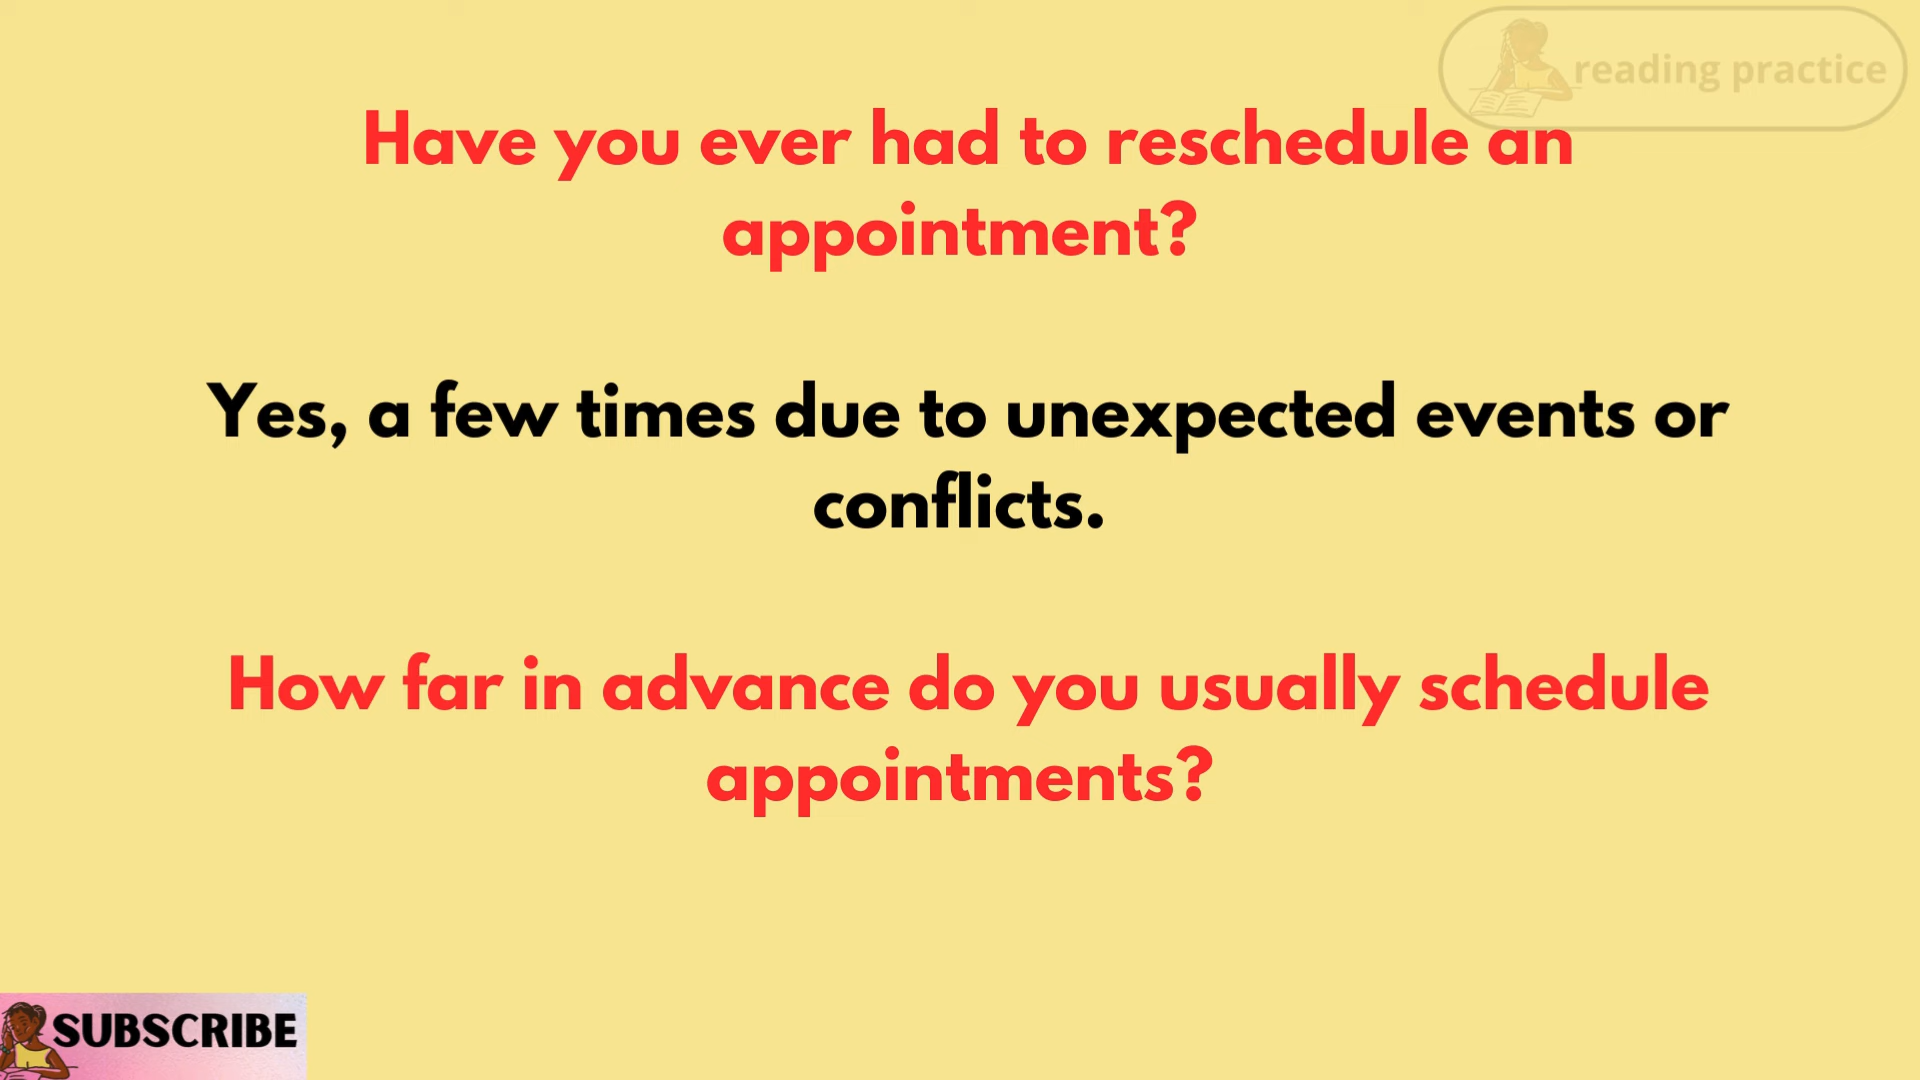 reading practice
Have you ever had to reschedule an
appointment?
Yes, a few times due to unexpected events or
conflicts.
How far in advance do you usually schedule
appointments?
SUBSCRIBE